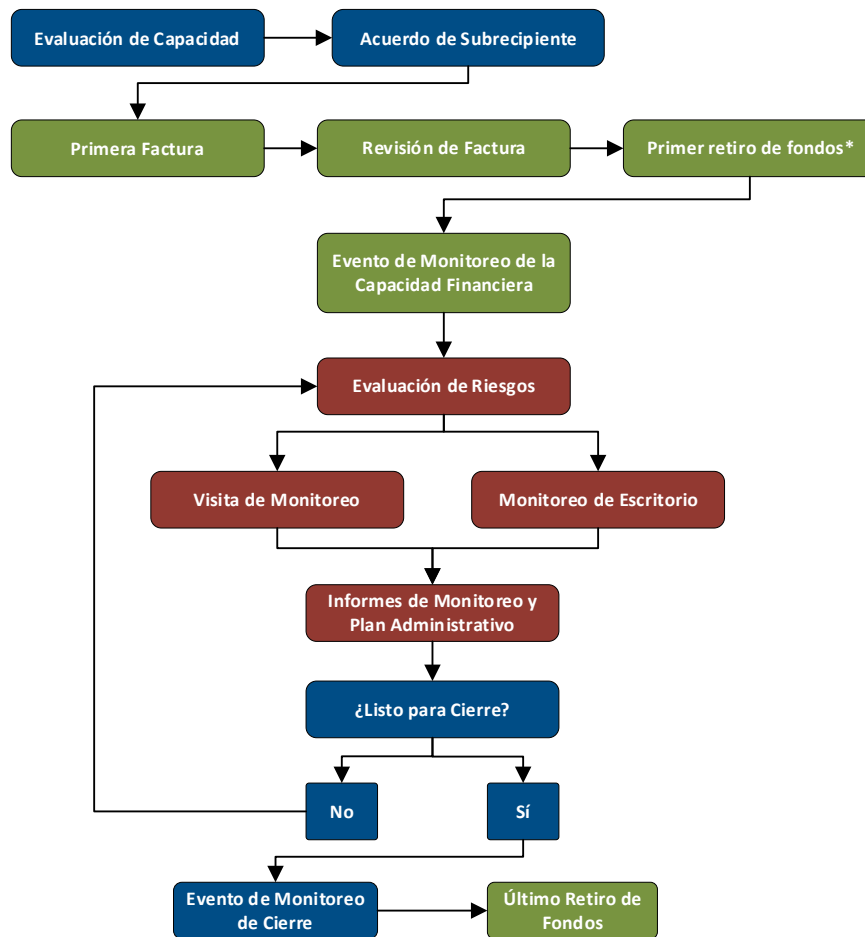 Evaluación de Capacidad
Acuerdo de Subrecipiente
Primera Factura
Revisión de Factura
Primer retiro de fondos*
Evento de Monitoreo de la
Capacidad Financiera
Evaluación de Riesgos
Visita de Monitoreo
Monitoreo de Escritorio
Informes de Monitoreo y
Plan Administrativo
¿Listo para Cierre?
No
Sí
Evento de Monitoreo
de Cierre
Último Retiro de
Fondos